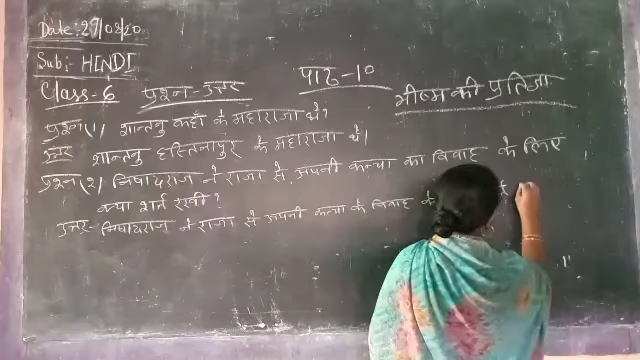 Date: 29/08/20
Sub:- HINDI
Class-6 प्रश्न-उत्तर पाठ-10
भीष्म की प्रतिज्ञा
प्रश्न(1) शान्तनु कहाँ के महाराजा थे?
उत्तर शान्तनु हस्तिनापुर के महाराजा थे।
प्रश्न(2) निषादराज ने राजा से अपनी कन्या का विवाह के लिए
क्या शर्त रखी?
उत्तर- निषादराज ने राजा से अपनी कन्या के विवाह के